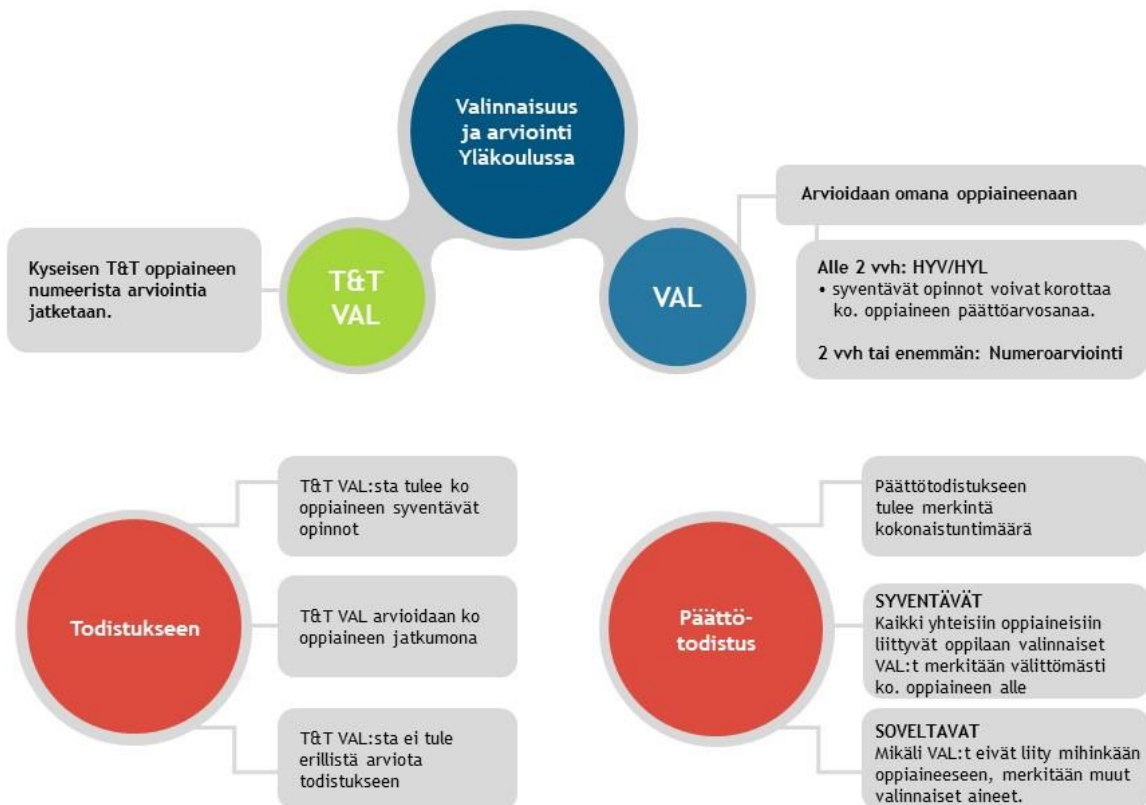 Valinnaisuus
ja arviointi
Yläkoulussa
T&T
VAL
VAL
Kyseisen T&T oppiaineen
numeerista arviointia
jatketaan.
Arvioidaan omana oppiaineenaan
Alle 2 vvh: HYV/HYL
• syventävät opinnot voivat korottaa
ko. oppiaineen päättöarvosanaa.
2 vvh tai enemmän: Numeroarviointi
Todistukseen
T&T VAL:sta tulee ko
oppiaineen syventävät
opinnot
T&T VAL arvioidaan ko
oppiaineen jatkumona
T&T VAL:sta ei tule
erillistä arviota
todistukseen
Päättö-
todistus
Päättötodistukseen
tulee merkintä
kokonaistuntimäärä
SYVENTÄVÄT
Kaikki yhteisiin oppiaineisiin
liittyvät oppilaan valinnaiset
VAL:t merkitään välittömästi
ko. oppiaineen alle
SOVELTAVAT
Mikäli VAL:t eivät liity mihinkään
oppiaineeseen, merkitään muut
valinnaiset aineet.